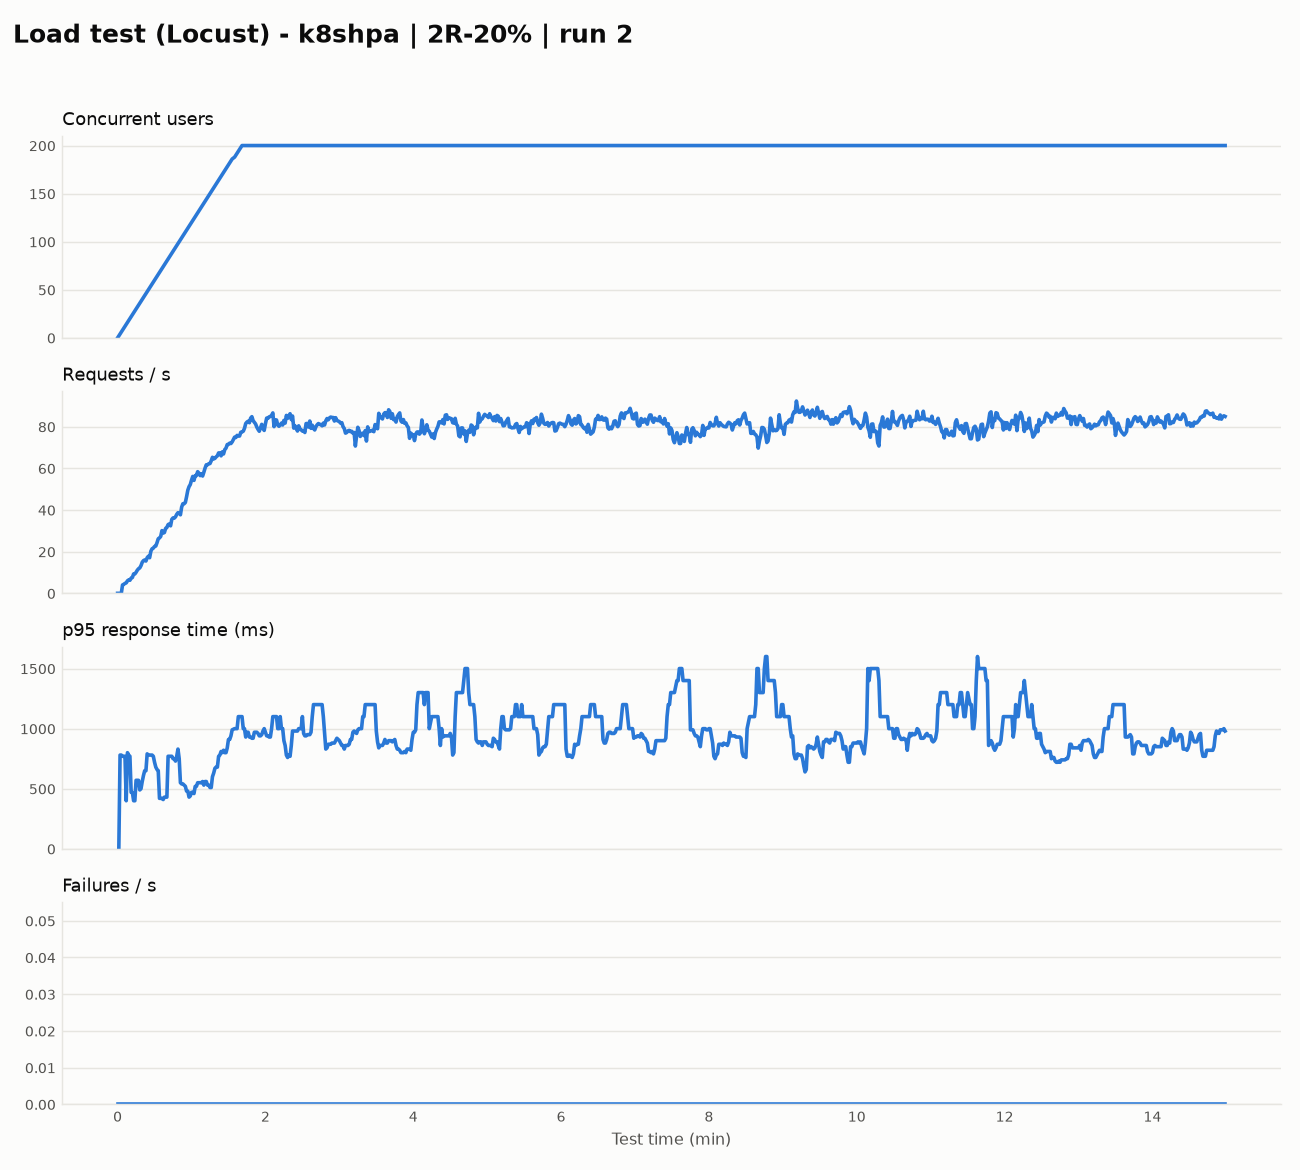 Load test (Locust) - k8shpa | 2R-20% | run 2
Concurrent users
200
150
100
50
0
Requests / s
80
60
40
20
0
p95 response time (ms)
1500
1000
500
0
Failures / s
0.05
0.04
0.03
0.02
0.01
0.00
0 2 4 6 8 10 12 14
Test time (min)